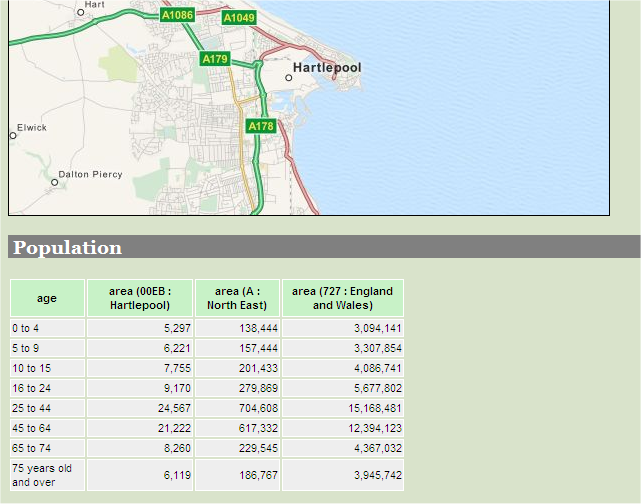 Hart
A1086
A1049
A179
Hartlepool
A178
Elwick
Dalton Piercy
Population
age area (00EB : Hartlepool) area (A : North East) area (727 : England and Wales)
0 to 4 5,297 138,444 3,094,141
5 to 9 6,221 157,444 3,307,854
10 to 15 7,755 201,433 4,086,741
16 to 24 9,170 279,869 5,677,802
25 to 44 24,567 704,608 15,168,481
45 to 64 21,222 617,332 12,394,123
65 to 74 8,260 229,545 4,367,032
75 years old and over 6,119 186,767 3,945,742